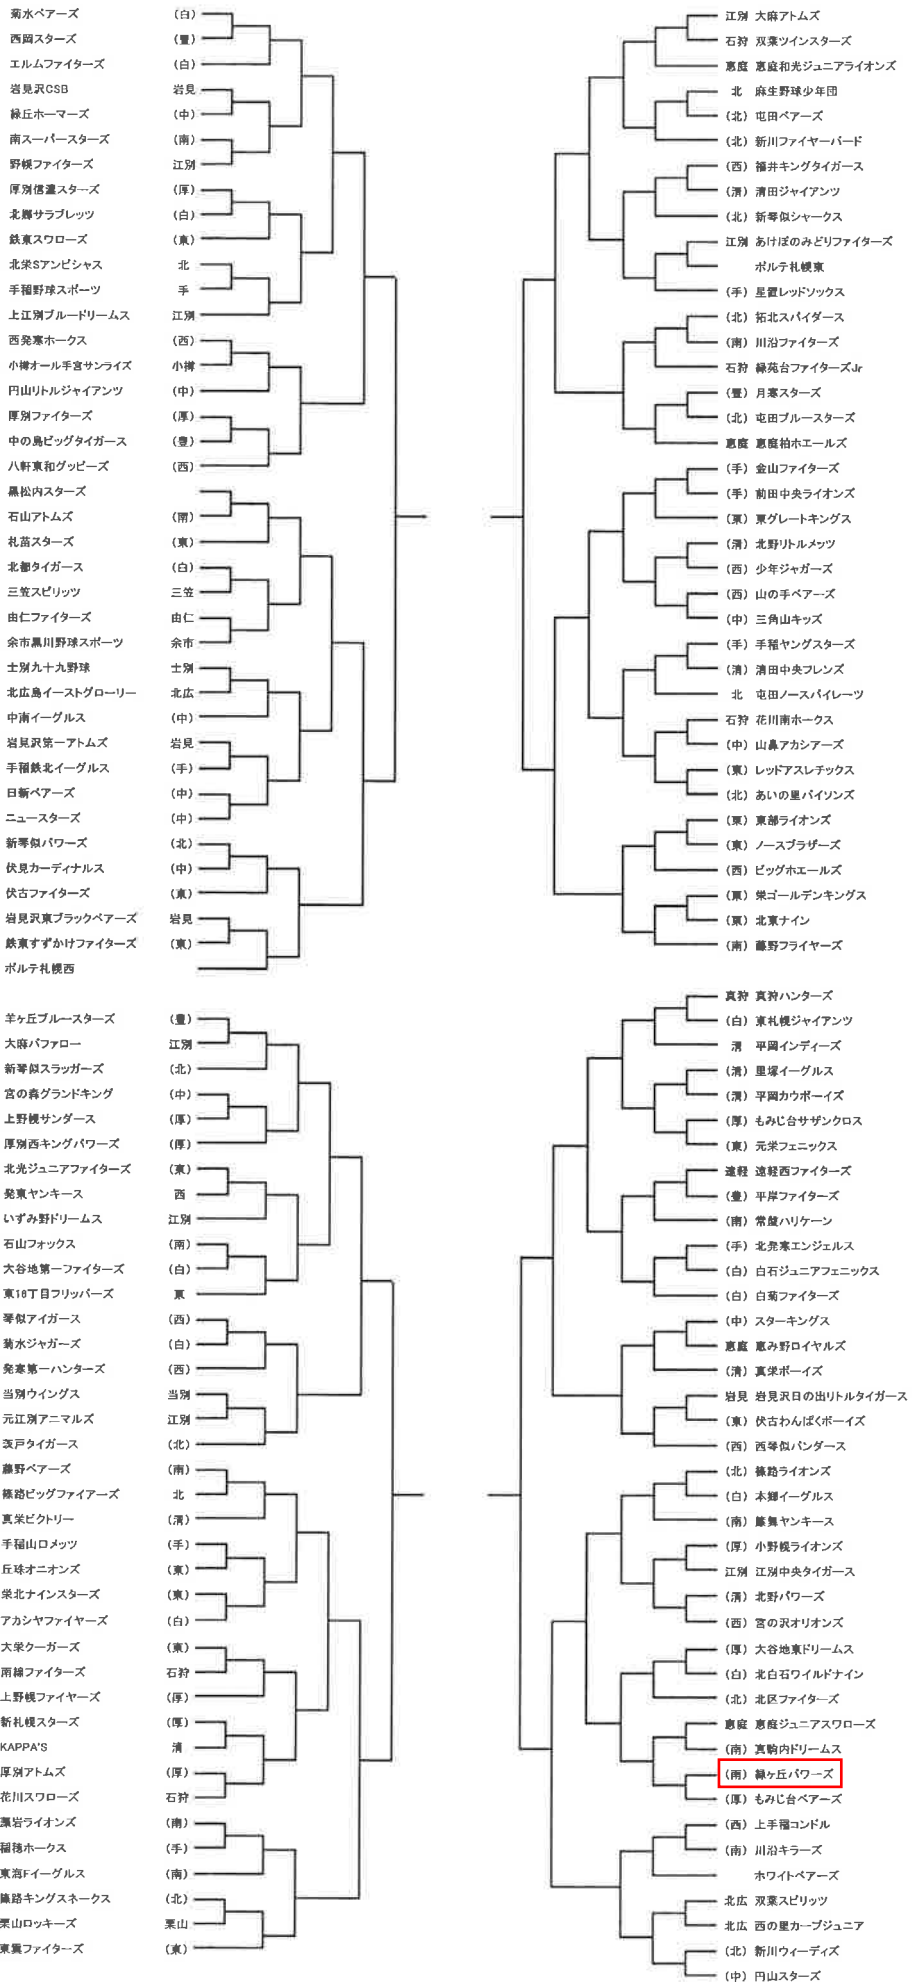 菊水ベアーズ (白)
西岡スターズ (豊)
エルムファイターズ (白)
岩見沢CSB 岩見
緑丘ホーマーズ (中)
南スーパースターズ (南)
野幌ファイターズ 江別
厚別信濃スターズ (厚)
北郷サラブレッツ (白)
鉄東スワローズ (東)
北栄Sアンビシャス 北
手稲野球スポーツ 手
上江別ブルードリームス 江別
西発寒ホークス (西)
小樽オール手宮サンライズ 小樽
円山リトルジャイアンツ (中)
厚別ファイターズ (厚)
中の島ビッグタイガース (豊)
八軒東和グッピーズ (西)
黒松内スターズ
石山アトムズ (南)
札苗スターズ (東)
北都タイガース (白)
三笠スピリッツ 三笠
由仁ファイターズ 由仁
余市黒川野球スポーツ 余市
士別九十九野球 士別
北広島イーストグローリー 北広
中南イーグルス (中)
岩見沢第一アトムズ 岩見
手稲鉄北イーグルス (手)
日新ベアーズ (中)
ニュースターズ (中)
新琴似パワーズ (北)
伏見カーディナルス (中)
伏古ファイターズ (東)
岩見沢東ブラックベアーズ 岩見
鉄東すずかけファイターズ (東)
ポルテ札幌西
江別 大麻アトムズ
石狩 双葉ツインスターズ
恵庭 恵庭和光ジュニアライオンズ
北 麻生野球少年団
(北) 屯田ベアーズ
(北) 新川ファイヤーバード
(西) 福井キングタイガース
(清) 清田ジャイアンツ
(北) 新琴似シャークス
江別 あけぼのみどりファイターズ
ポルテ札幌東
(手) 星置レッドソックス
(北) 拓北スパイダース
(南) 川沿ファイターズ
石狩 緑苑台ファイターズJr
(豊) 月寒スターズ
(北) 屯田ブルースターズ
恵庭 恵庭柏ホエールズ
(手) 金山ファイターズ
(手) 前田中央ライオンズ
(東) 東グレートキングス
(清) 北野リトルメッツ
(西) 少年ジャガーズ
(西) 山の手ベアーズ
(中) 三角山キッズ
(手) 手稲ヤングスターズ
(清) 清田中央フレンズ
北 屯田ノースパイレーツ
石狩 花川南ホークス
(中) 山鼻アカシアーズ
(東) レッドアスレチックス
(北) あいの里バイソンズ
(東) 東部ライオンズ
(東) ノースブラザーズ
(西) ビッグホエールズ
(東) 栄ゴールデンキングス
(東) 北東ナイン
(南) 藤野フライヤーズ
羊ヶ丘ブルースターズ (豊)
大麻バファロー 江別
新琴似スラッガーズ (北)
宮の森グランドキング (中)
上野幌サンダース (厚)
厚別西キングパワーズ (厚)
北光ジュニアファイターズ (東)
発東ヤンキース 西
いずみ野ドリームス 江別
石山フォックス (南)
大谷地第一ファイターズ (白)
東16丁目フリッパーズ 東
琴似アイガース (西)
菊水ジャガーズ (白)
発寒第一ハンターズ (西)
当別ウイングス 当別
元江別アニマルズ 江別
茨戸タイガース (北)
藤野ベアーズ (南)
篠路ビッグファイアーズ 北
真栄ビクトリー (清)
手稲山口メッツ (手)
丘珠オニオンズ (東)
栄北ナインスターズ (東)
アカシヤファイヤーズ (白)
大栄クーガーズ (東)
南線ファイターズ 石狩
上野幌ファイヤーズ (厚)
新札幌スターズ (厚)
KAPPA'S 清
厚別アトムズ (厚)
花川スワローズ 石狩
藻岩ライオンズ (南)
稲穂ホークス (手)
東海Fイーグルス (南)
篠路キングスネークス (北)
栗山ロッキーズ 栗山
東雲ファイターズ (東)
真狩 真狩ハンターズ
(白) 東札幌ジャイアンツ
清 平岡インディーズ
(清) 里塚イーグルス
(清) 平岡カウボーイズ
(厚) もみじ台サザンクロス
(東) 元栄フェニックス
遠軽 遠軽西ファイターズ
(豊) 平岸ファイターズ
(南) 常盤ハリケーン
(手) 北発寒エンジェルス
(白) 白石ジュニアフェニックス
(白) 白菊ファイターズ
(中) スターキングス
恵庭 恵み野ロイヤルズ
(清) 真栄ボーイズ
岩見 岩見沢日の出リトルタイガース
(東) 伏古わんぱくボーイズ
(西) 西琴似パンダース
(北) 篠路ライオンズ
(白) 本郷イーグルス
(南) 簾舞ヤンキース
(厚) 小野幌ライオンズ
江別 江別中央タイガース
(清) 北野パワーズ
(西) 宮の沢オリオンズ
(厚) 大谷地東ドリームス
(白) 北白石ワイルドナイン
(北) 北区ファイターズ
恵庭 恵庭ジュニアスワローズ
(南) 真駒内ドリームス
(南) 緑ヶ丘パワーズ
(厚) もみじ台ベアーズ
(西) 上手稲コンドル
(南) 川沿キラーズ
ホワイトベアーズ
北広 双葉スピリッツ
北広 西の里カープジュニア
(北) 新川ウィーディズ
(中) 円山スターズ